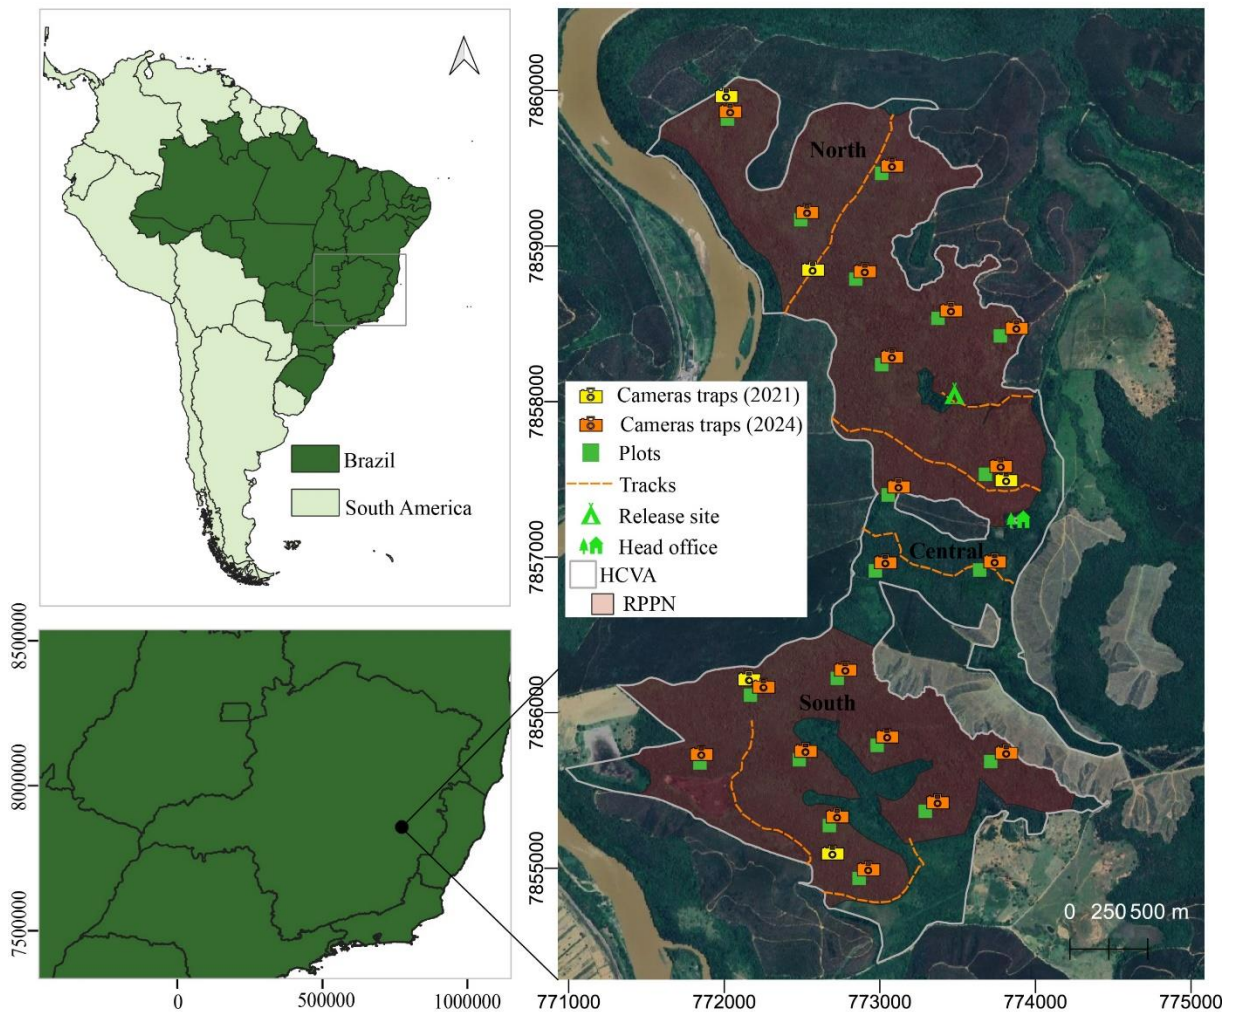 Brazil
South America
8500000
8000000
7500000
0
500000
1000000
7860000
7859000
7858000
7857000
7856000
7855000
North
Central
South
Cameras traps (2021)
Cameras traps (2024)
Plots
Tracks
Release site
Head office
HCVA
RPPN
0 250 500 m
771000
772000
773000
774000
775000